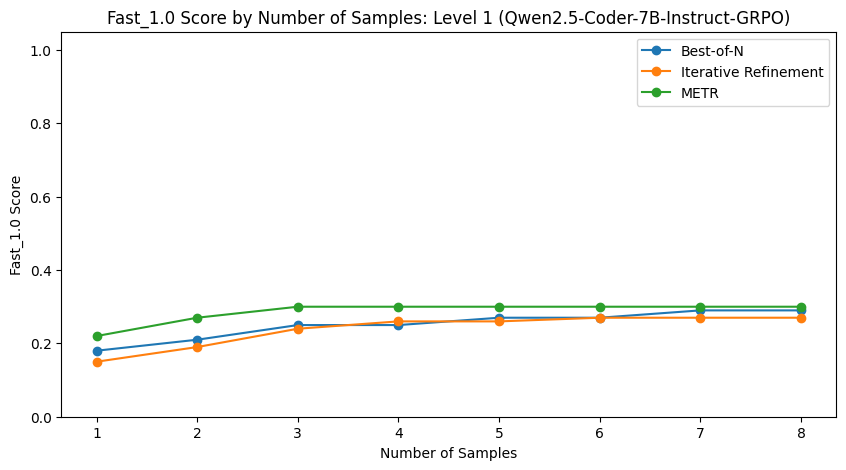 Fast_1.0 Score by Number of Samples: Level 1 (Qwen2.5-Coder-7B-Instruct-GRPO)
Best-of-N
Iterative Refinement
METR
Fast_1.0 Score
1.0
0.8
0.6
0.4
0.2
0.0
1 2 3 4 5 6 7 8
Number of Samples